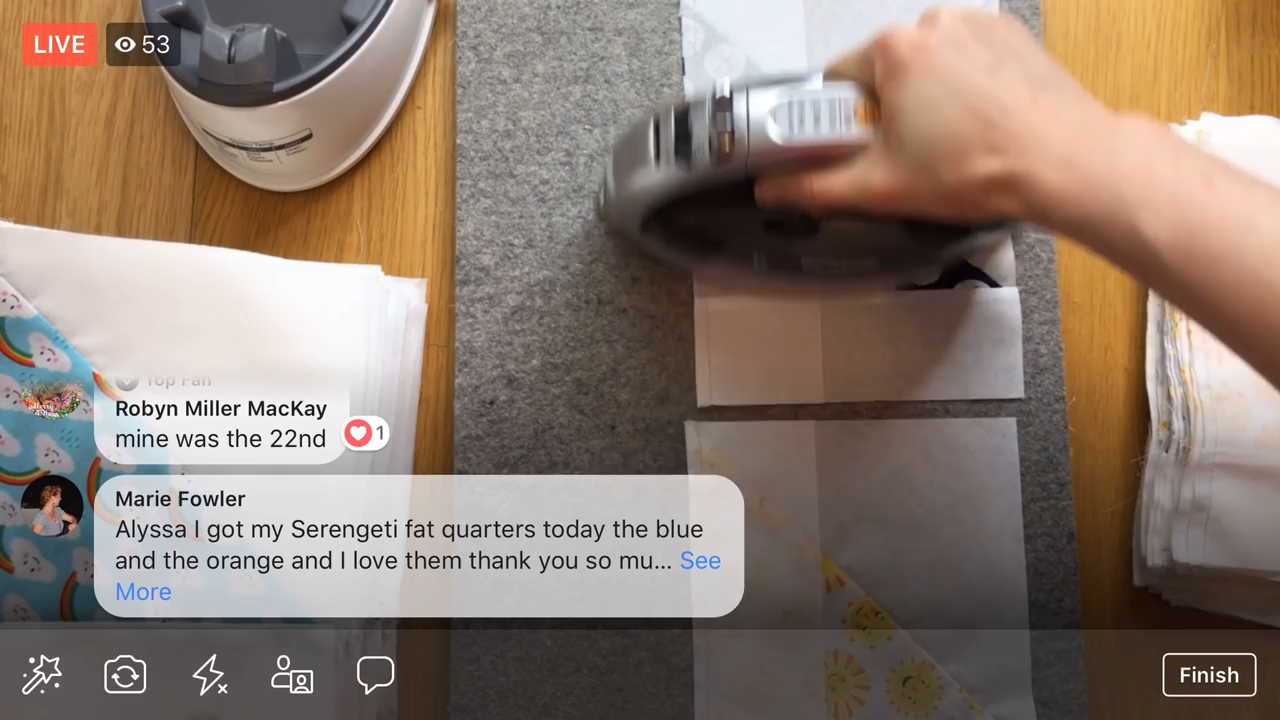 LIVE
53
Top Fan
Robyn Miller MacKay
mine was the 22nd
1
Marie Fowler
Alyssa I got my Serengeti fat quarters today the blue
and the orange and I love them thank you so mu... See
More
Finish